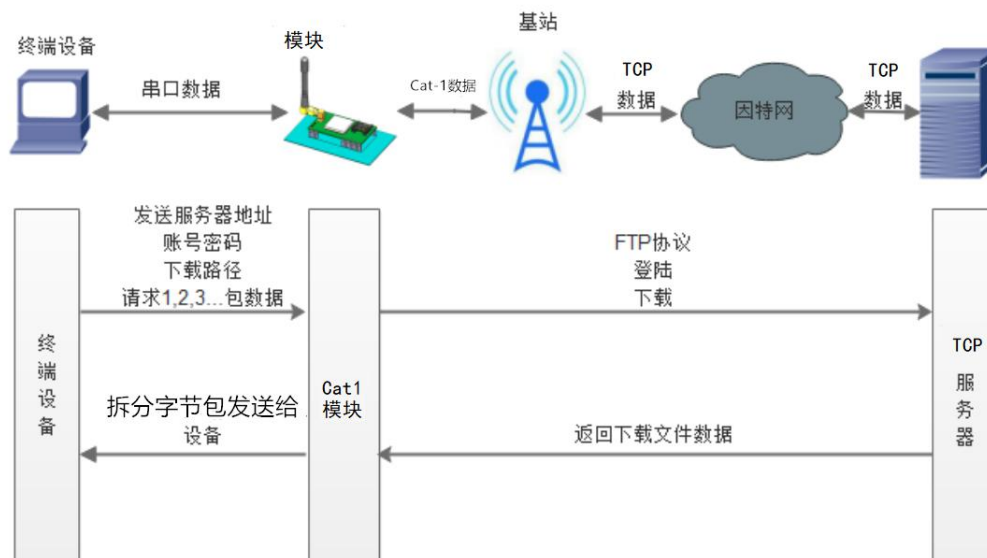 基站
终端设备
模块
串口数据
Cat-1数据
TCP
数据
因特网
TCP
数据
发送服务器地址
账号密码
下载路径
请求1,2,3...包数据
FTP协议
登陆
下载
终端设备
Cat1
模块
TCP
服务器
拆分字节包发送给
设备
返回下载文件数据